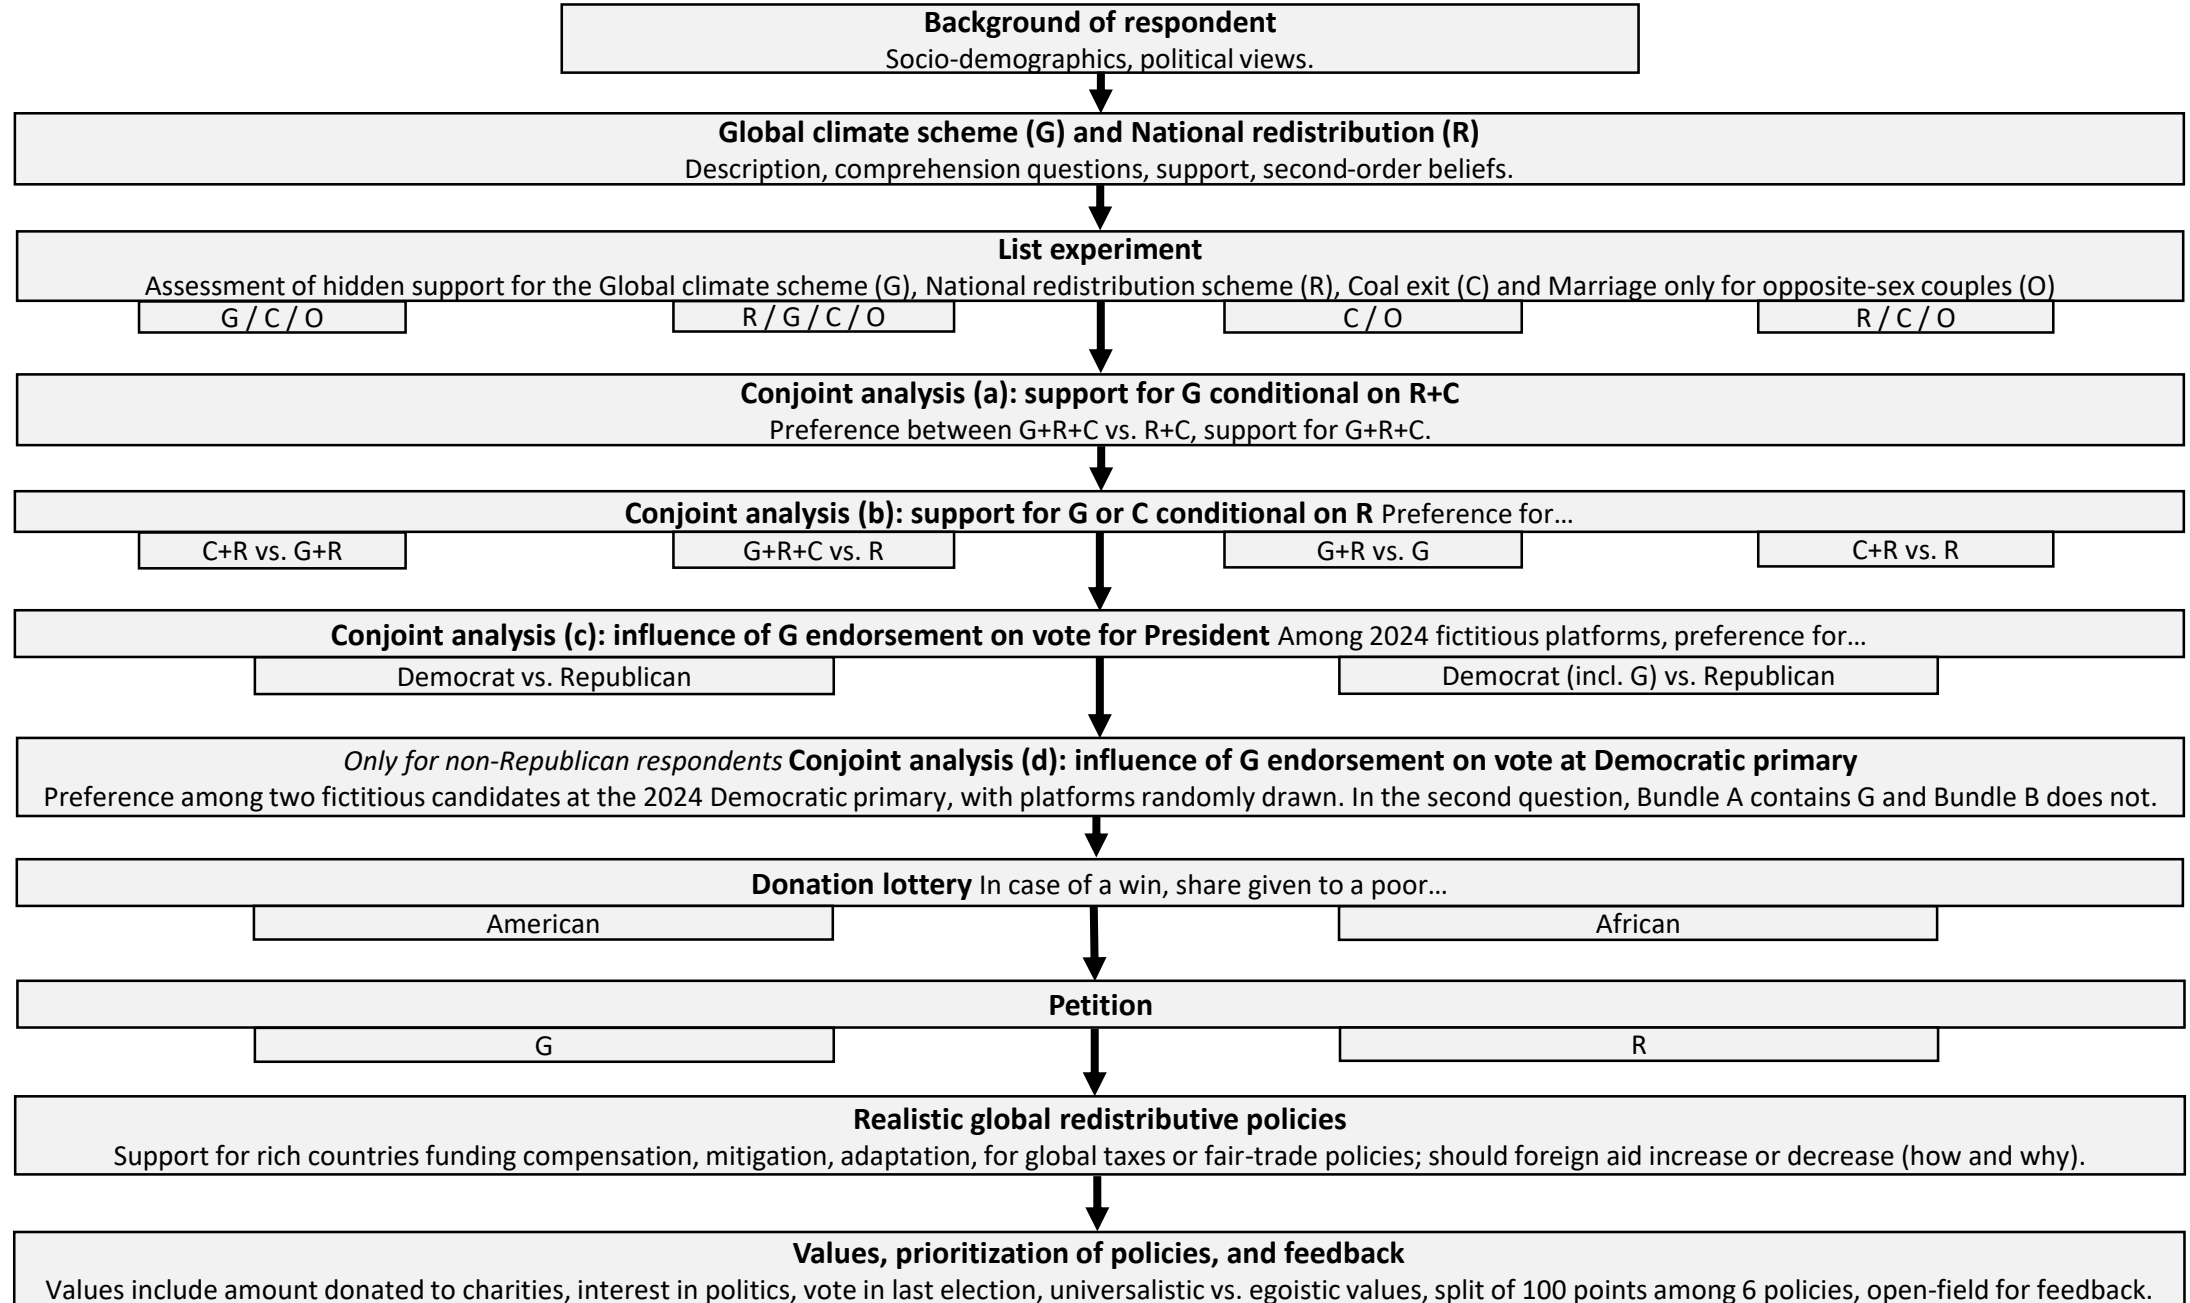 Background of respondent
Socio-demographics, political views.
Global climate scheme (G) and National redistribution (R)
Description, comprehension questions, support, second-order beliefs.
List experiment
Assessment of hidden support for the Global climate scheme (G), National redistribution scheme (R), Coal exit (C) and Marriage only for opposite-sex couples (O)
G / C / O
R / G / C / O
C / O
R / C / O
Conjoint analysis (a): support for G conditional on R+C
Preference between G+R+C vs. R+C, support for G+R+C.
Conjoint analysis (b): support for G or C conditional on R Preference for…
C+R vs. G+R
G+R+C vs. R
G+R vs. G
C+R vs. R
Conjoint analysis (c): influence of G endorsement on vote for President Among 2024 fictitious platforms, preference for…
Democrat vs. Republican
Democrat (incl. G) vs. Republican
Only for non-Republican respondents Conjoint analysis (d): influence of G endorsement on vote at Democratic primary
Preference among two fictitious candidates at the 2024 Democratic primary, with platforms randomly drawn. In the second question, Bundle A contains G and Bundle B does not.
Donation lottery In case of a win, share given to a poor…
American
African
Petition
G
R
Realistic global redistributive policies
Support for rich countries funding compensation, mitigation, adaptation, for global taxes or fair-trade policies; should foreign aid increase or decrease (how and why).
Values, prioritization of policies, and feedback
Values include amount donated to charities, interest in politics, vote in last election, universalistic vs. egoistic values, split of 100 points among 6 policies, open-field for feedback.